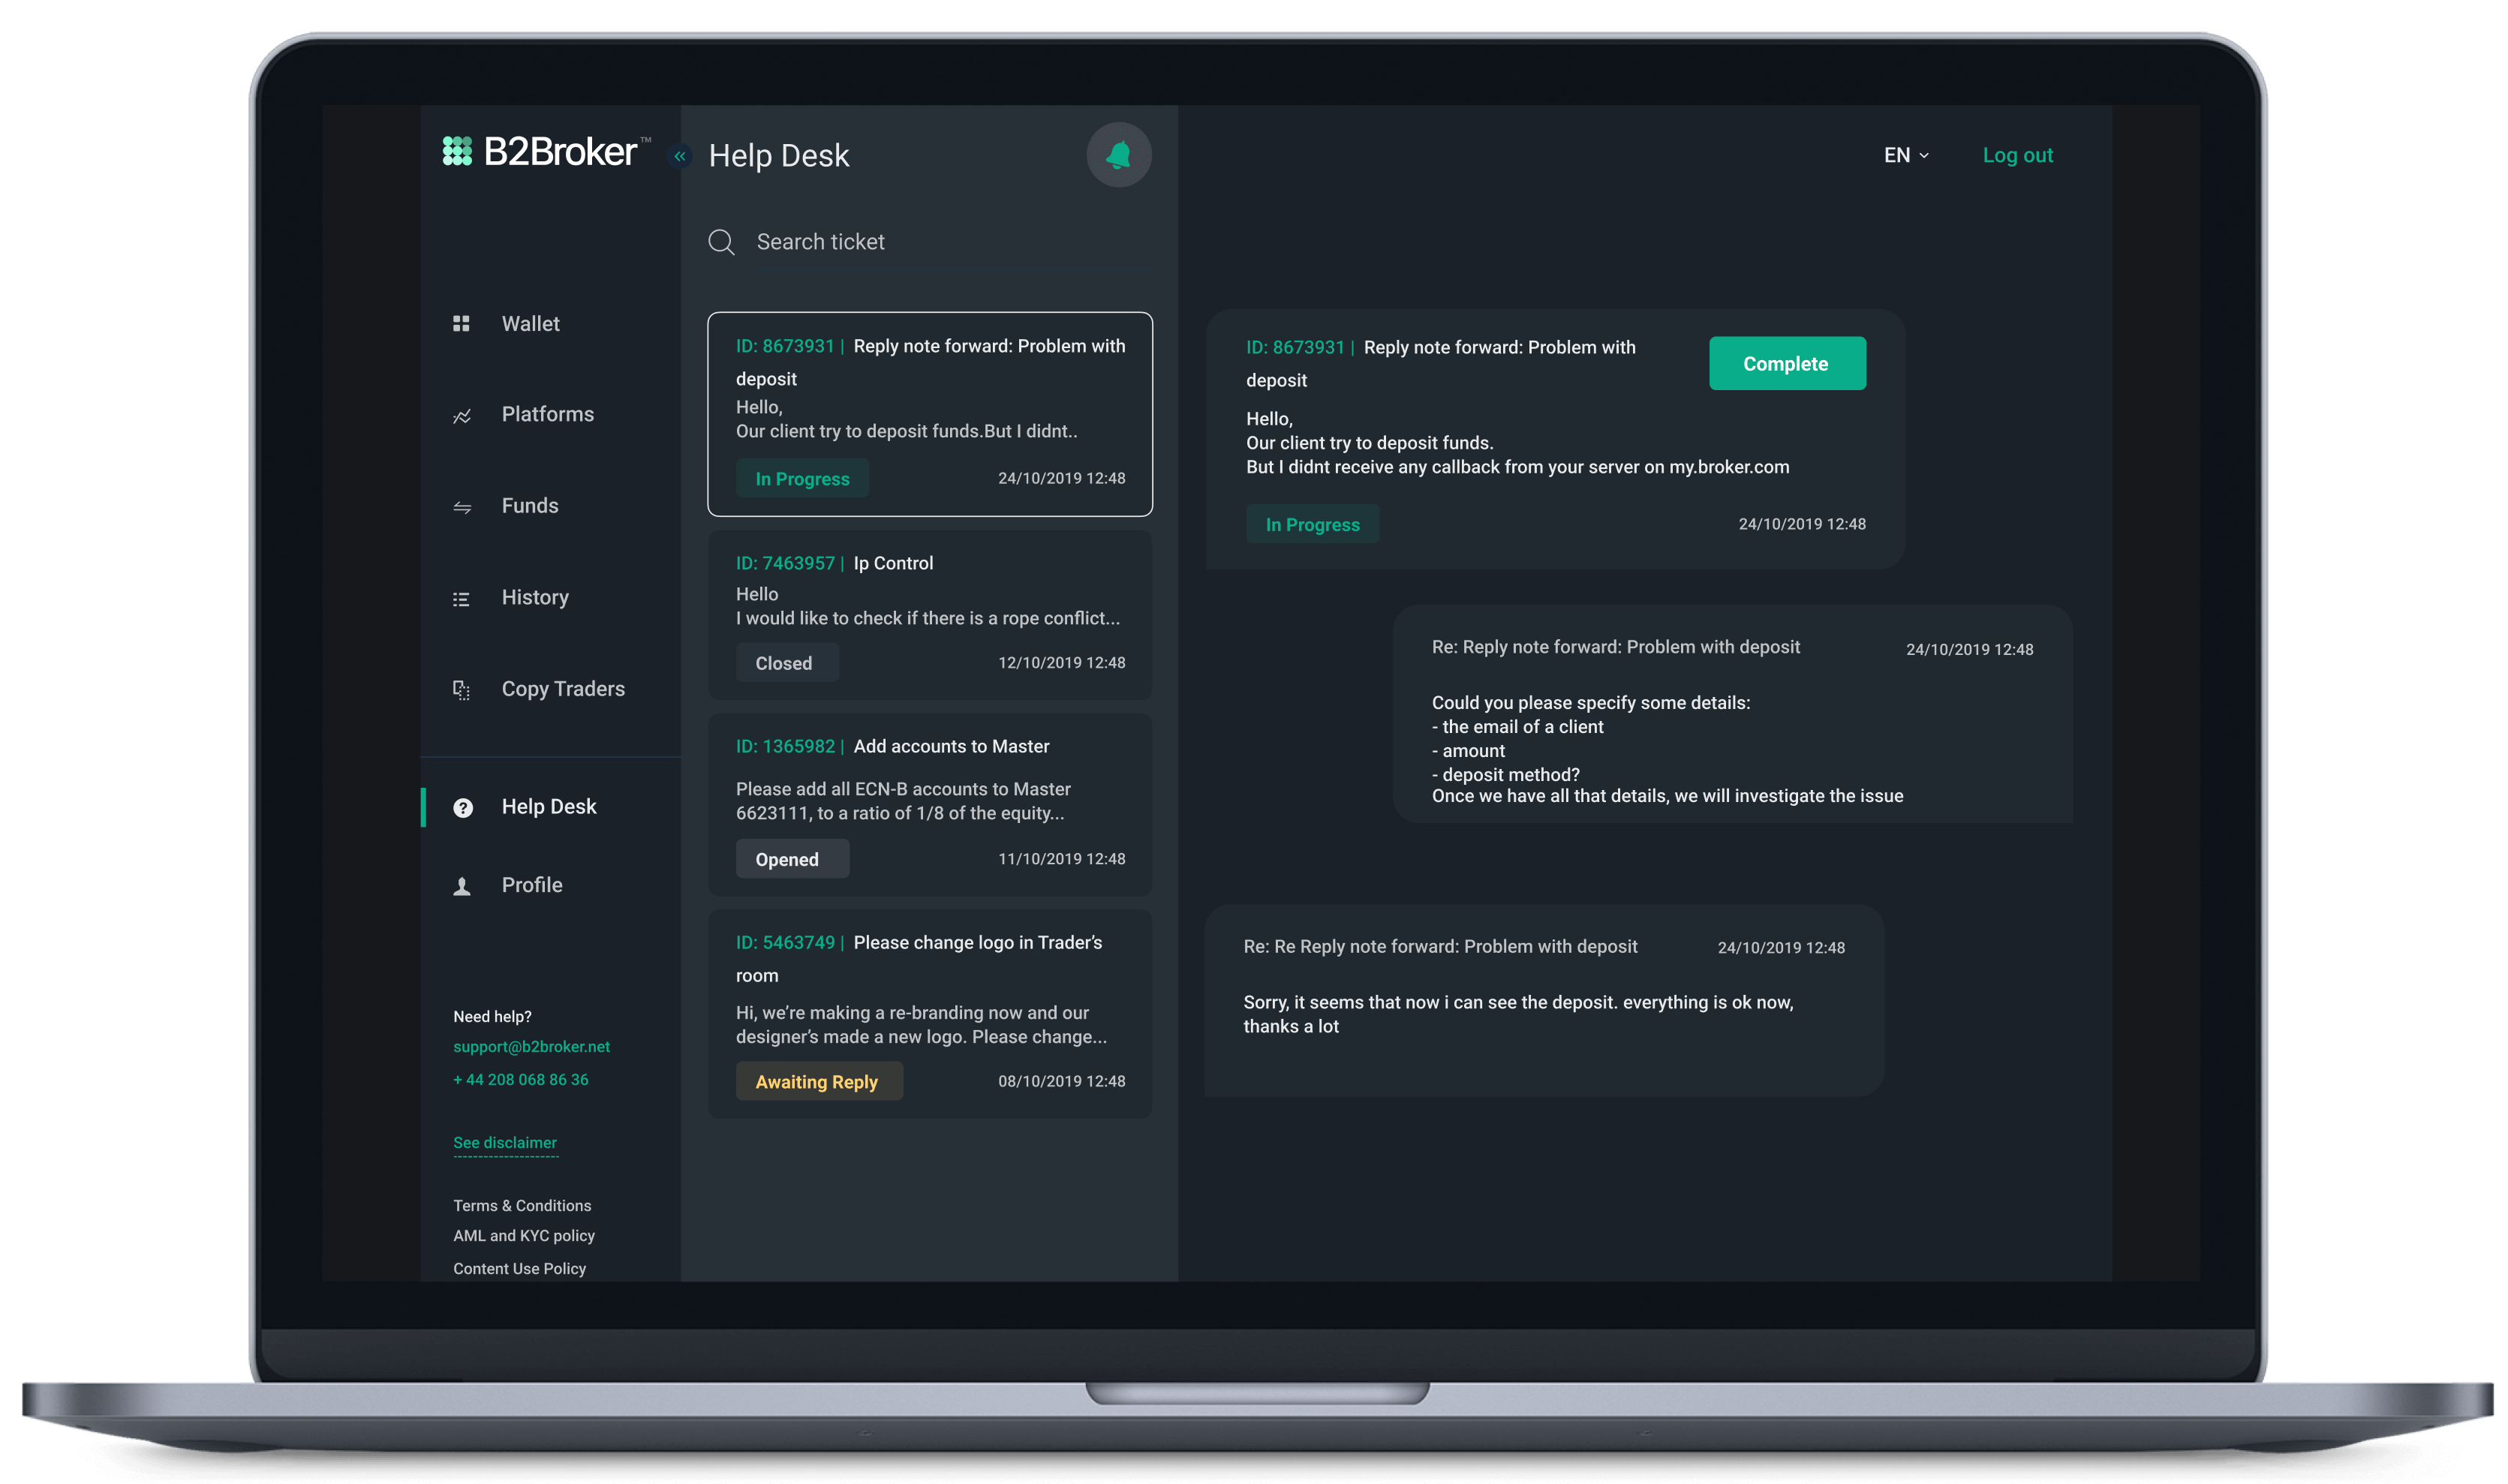 B2Broker™
Wallet
Platforms
Funds
History
Copy Traders
Help Desk
Profile
Need help?
support@b2broker.net
+ 44 208 068 86 36
See disclaimer
Terms & Conditions
AML and KYC policy
Content Use Policy
«
Help Desk
Search ticket
ID: 8673931 | Reply note forward: Problem with
deposit
Hello,
Our client try to deposit funds.But I didnt..
In Progress 24/10/2019 12:48
ID: 7463957 | Ip Control
Hello
I would like to check if there is a rope conflict...
Closed 12/10/2019 12:48
ID: 1365982 | Add accounts to Master
Please add all ECN-B accounts to Master
6623111, to a ratio of 1/8 of the equity...
Opened 11/10/2019 12:48
ID: 5463749 | Please change logo in Trader’s
room
Hi, we’re making a re-branding now and our
designer’s made a new logo. Please change...
Awaiting Reply 08/10/2019 12:48
EN Log out
ID: 8673931 | Reply note forward: Problem with
deposit
Complete
Hello,
Our client try to deposit funds.
But I didnt receive any callback from your server on my.broker.com
In Progress 24/10/2019 12:48
Re: Reply note forward: Problem with deposit 24/10/2019 12:48
Could you please specify some details:
- the email of a client
- amount
- deposit method?
Once we have all that details, we will investigate the issue
Re: Re Reply note forward: Problem with deposit 24/10/2019 12:48
Sorry, it seems that now i can see the deposit. everything is ok now,
thanks a lot